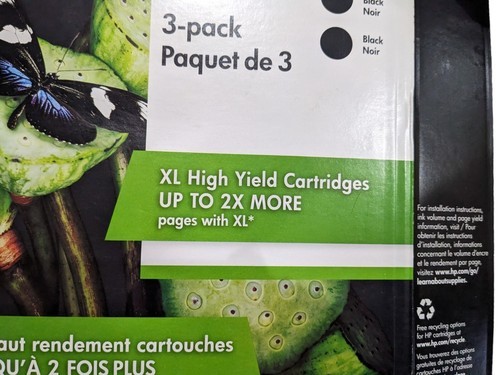 3-pack
Paquet de 3
Black
Noir
Black
Noir
XL High Yield Cartridges
UP TO 2X MORE
pages with XL*
aut rendement cartouches
QU'À 2 FOIS PLUS
For installation instructions,
ink volume and page yield
information, visit / Pour
obtenir les instructions
d'installation, informations
concernant le volume d'encre
et le rendement par page,
visitez www.hp.com/go/
learnaboutsupplies.
Free recycling options
for HP cartridges at
www.hp.com/recycle
Vous trouverez des options
gratuites de recyclage de
cartouches HP à l'adresse